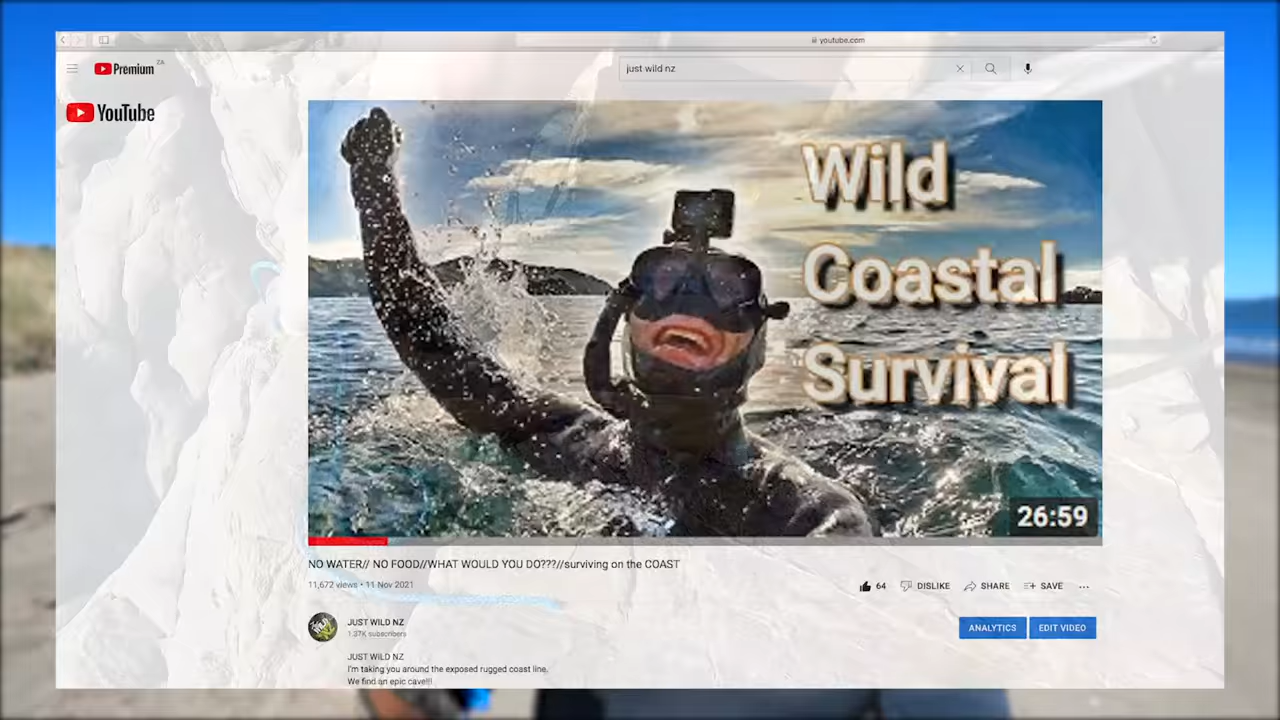 youtube.com
Premium ZA
just wild nz
YouTube
Wild
Coastal
Survival
26:59
NO WATER// NO FOOD//WHAT WOULD YOU DO???//surviving on the COAST
11,672 views • 11 Nov 2021
64 DISLIKE SHARE SAVE ...
JUST WILD NZ
1.37K subscribers
ANALYTICS EDIT VIDEO
JUST WILD NZ
I'm taking you around the exposed rugged coast line.
We find an epic cave!!!